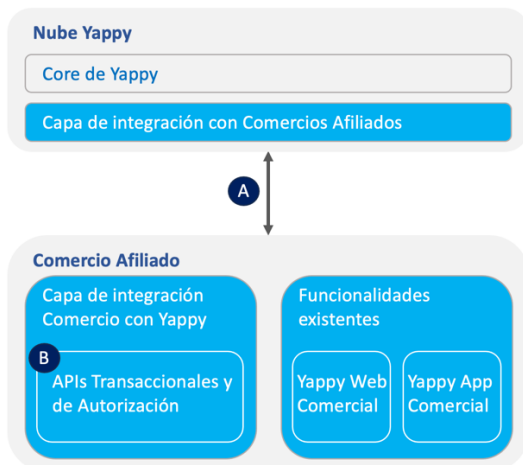 Nube Yappy
Core de Yappy
Capa de integración con Comercios Afiliados
A
Comercio Afiliado
Capa de integración
Comercio con Yappy
B
APIs Transaccionales y
de Autorización
Funcionalidades
existentes
Yappy Web
Comercial
Yappy App
Comercial